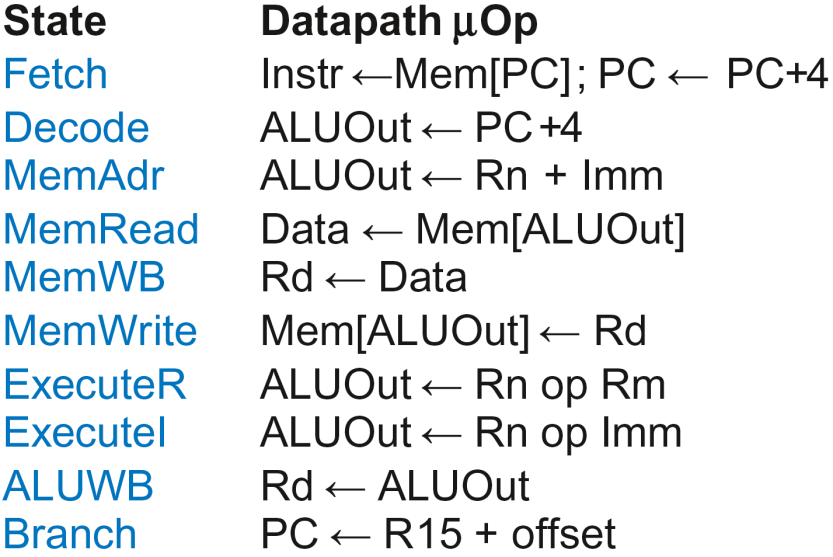 State Datapath μOp
Fetch Instr ←Mem[PC]; PC ← PC+4
Decode ALUOut ← PC+4
MemAdr ALUOut ← Rn + Imm
MemRead Data ← Mem[ALUOut]
MemWB Rd ← Data
MemWrite Mem[ALUOut] ← Rd
ExecuteR ALUOut ← Rn op Rm
ExecuteI ALUOut ← Rn op Imm
ALUWB Rd ← ALUOut
Branch PC ← R15 + offset